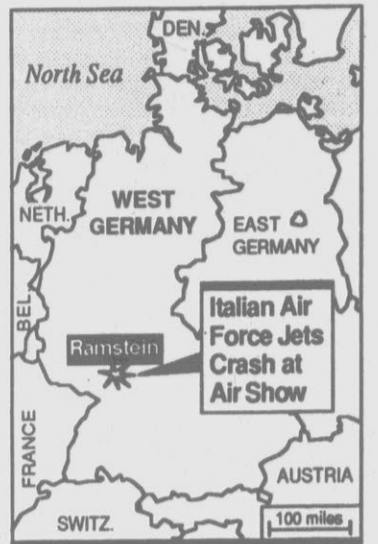 DEN.
North Sea
WEST
GERMANY
NETH.
EAST
GERMANY
BEL.
Ramstein
Italian Air
Force Jets
Crash at
Air Show
FRANCE
AUSTRIA
SWITZ.
100 miles